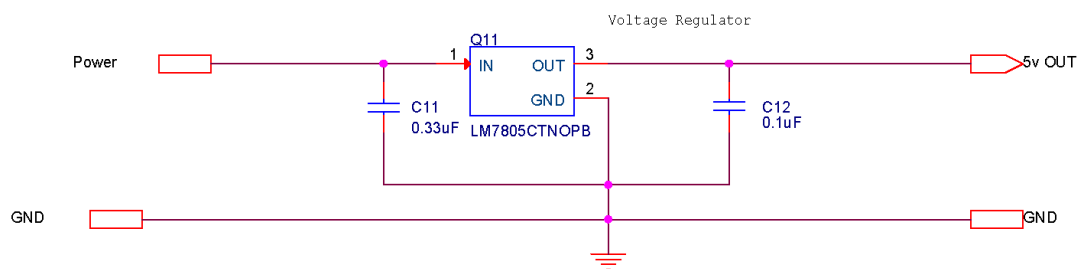 Voltage Regulator
Q11
Power
1
IN
OUT
3
5v OUT
GND
2
C11
0.33uF
C12
0.1uF
LM7805CTNOPB
GND
GND